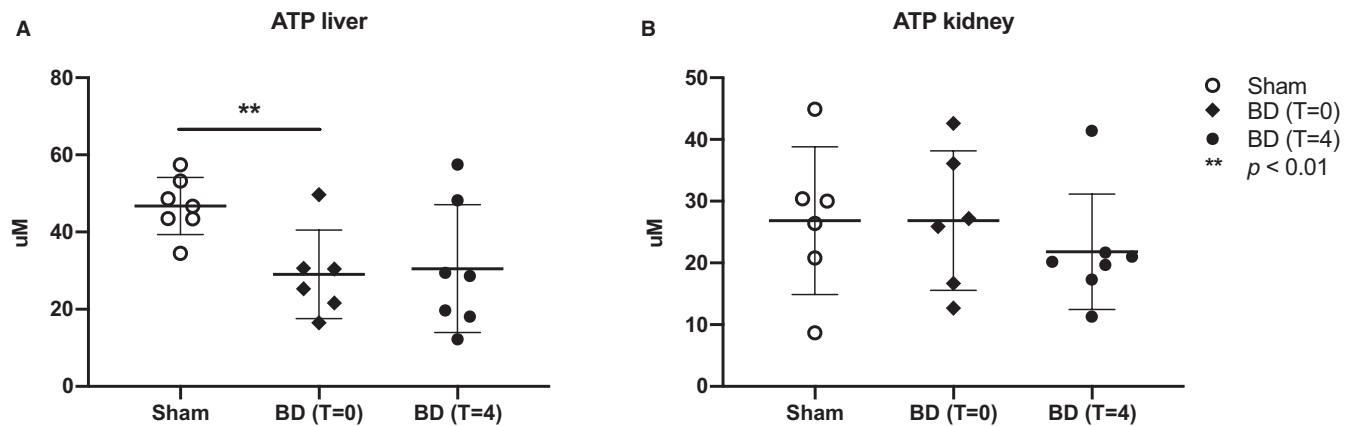 A
ATP liver
80
60
40
20
0
uM
**
Sham
BD (T=0)
BD (T=4)
B
ATP kidney
50
40
30
20
10
0
uM
Sham
BD (T=0)
BD (T=4)
Sham
BD (T=0)
BD (T=4)
** p < 0.01